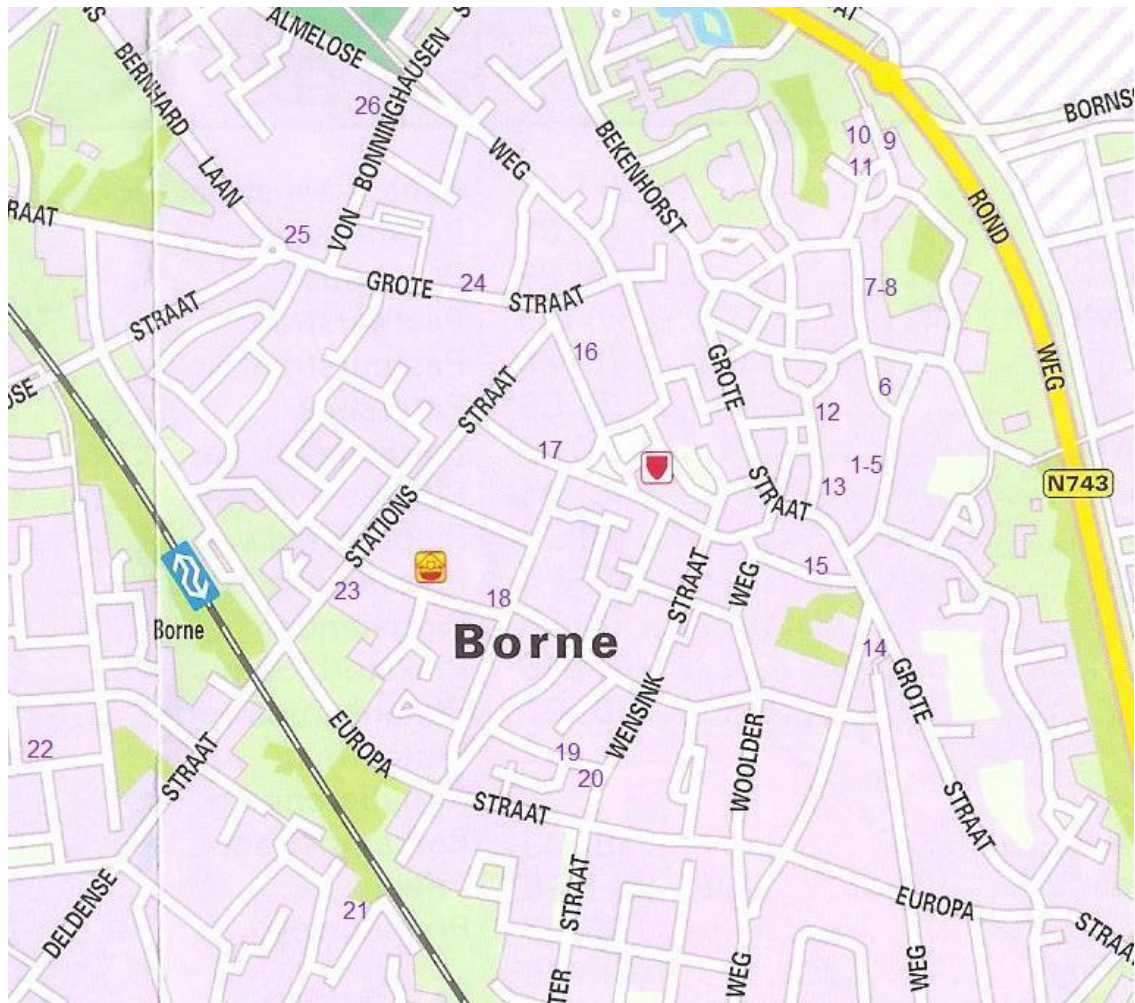 ALMELOSE
BERNHARD
LAAN
VON BONNINGHAUSEN
26
WEG
BEKENHORST
10
9
11
BORNS
ROND
WEG
RAAT
25
GROTE
24
STRAAT
STRAAT
7-8
16
GROTE
6
STRAAT
12
17
1-5
13
STRAAT
N743
STATIONS
15
STRAAT
WEG
23
18
Borne
Borne
14
GROTE
WENSINK
EUROPA
22
STRAAT
19
20
WOOLDER
STRAAT
STRAAT
21
DELDENSE
STRAAT
EUROPA
STRAA
WEG
WEG
TER